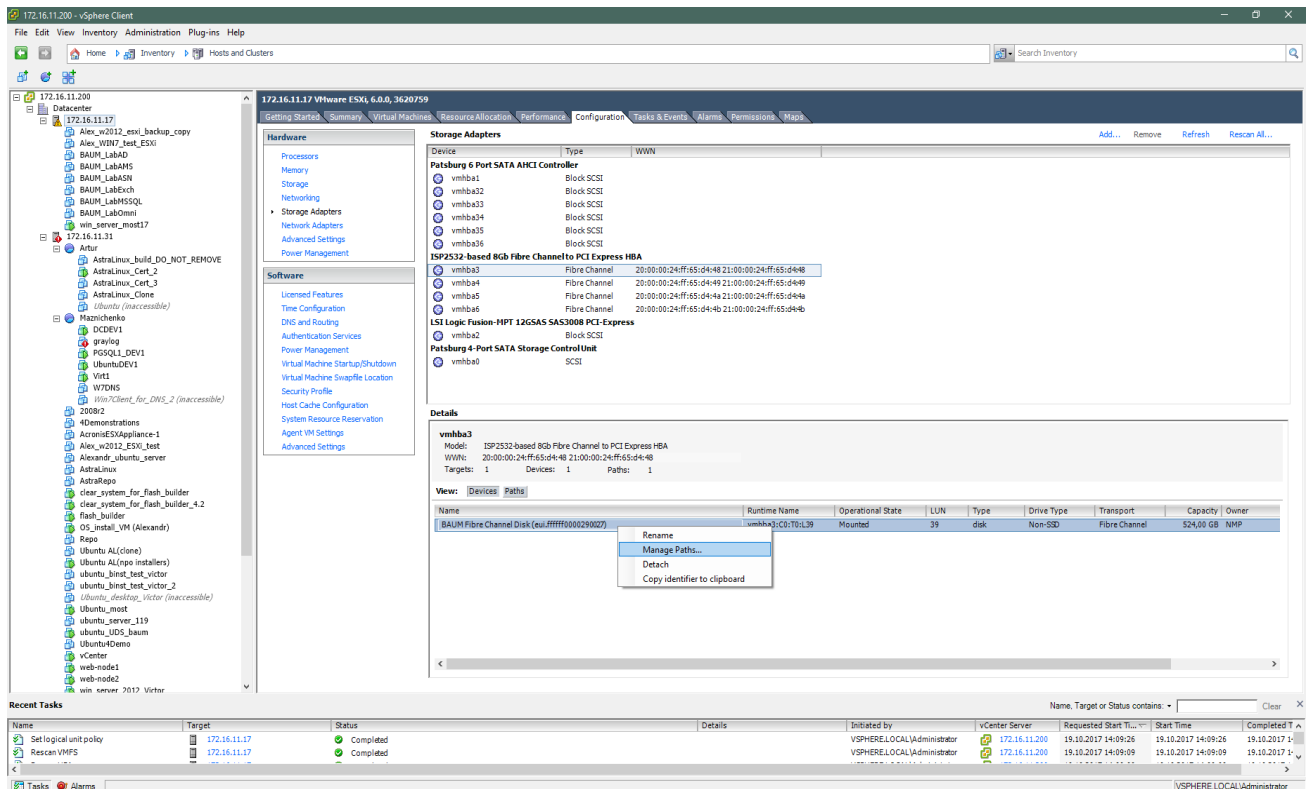 172.16.11.200 - vSphere Client
File Edit View Inventory Administration Plug-ins Help
Home Inventory Hosts and Clusters
Search Inventory
172.16.11.200
Datacenter
172.16.11.17
Alex_w2012_esxi_backup_copy
Alex_WIN7_test_ESXi
BAUM_LabAD
BAUM_LabAMS
BAUM_LabASN
BAUM_LabExch
BAUM_LabMSSQL
BAUM_LabOmni
win_server_most17
172.16.11.31
Artur
AstraLinux_build_DO_NOT_REMOVE
AstraLinux_Cert_2
AstraLinux_Cert_3
AstraLinux_Clone
Ubuntu (inaccessible)
Maznichenko
DCDEV1
graylog
PGSQL1_DEV1
UbuntuDEV1
Virt1
W7DNS
Win7Client_for_DNS_2 (inaccessible)
2008r2
4Demonstrations
AcronisESXAppliance-1
Alex_w2012_ESXi_test
Alexandr_ubuntu_server
AstraLinux
AstraRepo
clear_system_for_flash_builder
clear_system_for_flash_builder_4.2
flash_builder
OS_install_VM (Alexandr)
Repo
Ubuntu AL(clone)
Ubuntu AL(npo installers)
ubuntu_binst_test_victor
ubuntu_binst_test_victor_2
Ubuntu_desktop_Victor (inaccessible)
Ubuntu_most
ubuntu_server_119
ubuntu_UDS_baum
Ubuntu4Demo
vCenter
web-node1
web-node2
win_server_2012_Victor
172.16.11.17 VMware ESXi, 6.0.0, 3620759
Getting Started Summary Virtual Machines Resource Allocation Performance Configuration Tasks & Events Alarms Permissions Maps
Hardware
Processors
Memory
Storage
Networking
Storage Adapters
Network Adapters
Advanced Settings
Power Management
Software
Licensed Features
Time Configuration
DNS and Routing
Authentication Services
Power Management
Virtual Machine Startup/Shutdown
Virtual Machine Swapfile Location
Security Profile
Host Cache Configuration
System Resource Reservation
Agent VM Settings
Advanced Settings
Storage Adapters Add... Remove Refresh Rescan All...
Device Type WWN
Patsburg 6 Port SATA AHCI Controller
vmhba1 Block SCSI
vmhba32 Block SCSI
vmhba33 Block SCSI
vmhba34 Block SCSI
vmhba35 Block SCSI
vmhba36 Block SCSI
ISP2532-based 8Gb Fibre Channel to PCI Express HBA
vmhba3 Fibre Channel 20:00:00:24:ff:65:d4:48 21:00:00:24:ff:65:d4:48
vmhba4 Fibre Channel 20:00:00:24:ff:65:d4:49 21:00:00:24:ff:65:d4:49
vmhba5 Fibre Channel 20:00:00:24:ff:65:d4:4a 21:00:00:24:ff:65:d4:4a
vmhba6 Fibre Channel 20:00:00:24:ff:65:d4:4b 21:00:00:24:ff:65:d4:4b
LSI Logic Fusion-MPT 12GSAS SAS3008 PCI-Express
vmhba2 Block SCSI
Patsburg 4-Port SATA Storage Control Unit
vmhba0 SCSI
Details
vmhba3
Model: ISP2532-based 8Gb Fibre Channel to PCI Express HBA
WWN: 20:00:00:24:ff:65:d4:48 21:00:00:24:ff:65:d4:48
Targets: 1 Devices: 1 Paths: 1
View: Devices Paths
Name Runtime Name Operational State LUN Type Drive Type Transport Capacity Owner
BAUM Fibre Channel Disk (eui.ffffff0000290027) vmhba3:C0:T0:L39 Mounted 39 disk Non-SSD Fibre Channel 524,00 GB NMP
Rename
Manage Paths...
Detach
Copy identifier to clipboard
Recent Tasks Name, Target or Status contains: Clear
Name Target Status Details Initiated by vCenter Server Requested Start Ti... Start Time Completed T
Set logical unit policy 172.16.11.17 Completed VSPHERE.LOCAL\Administrator 172.16.11.200 19.10.2017 14:09:26 19.10.2017 14:09:26 19.10.2017 1
Rescan VMFS 172.16.11.17 Completed VSPHERE.LOCAL\Administrator 172.16.11.200 19.10.2017 14:09:09 19.10.2017 14:09:09 19.10.2017 1
Tasks Alarms VSPHERE.LOCAL\Administrator